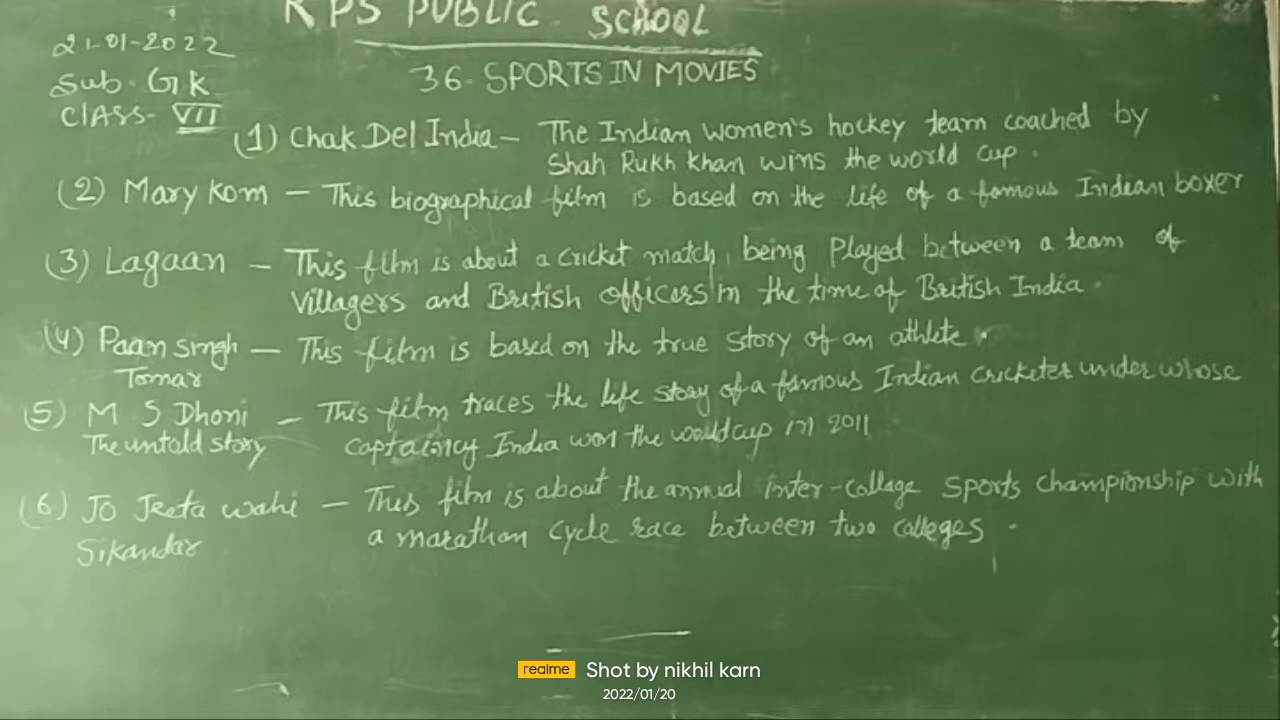 RPS PUBLIC SCHOOL
21-01-2022
36. SPORTS IN MOVIES
Sub. GK
ClASS- VII
(1) Chak Del India - The Indian women's hockey team coached by
Shah Rukh Khan wins the world cup.
(2) Mary Kom - This biographical film is based on the life of a famous Indian boxer
(3) Lagaan - This film is about a cricket match, being Played between a team of
Villagers and British officers in the time of British India.
(4) Paan Singh - This film is based on the true story of an athlete.
Tomar
(5) M S Dhoni - This film traces the life story of a famous Indian cricketer under whose
The untold story captaincy India won the world cup in 2011
(6) Jo Jeeta wahi - This film is about the annual inter-college sports championship with
Sikandar a marathon cycle race between two colleges.
realme Shot by nikhil karn
2022/01/20